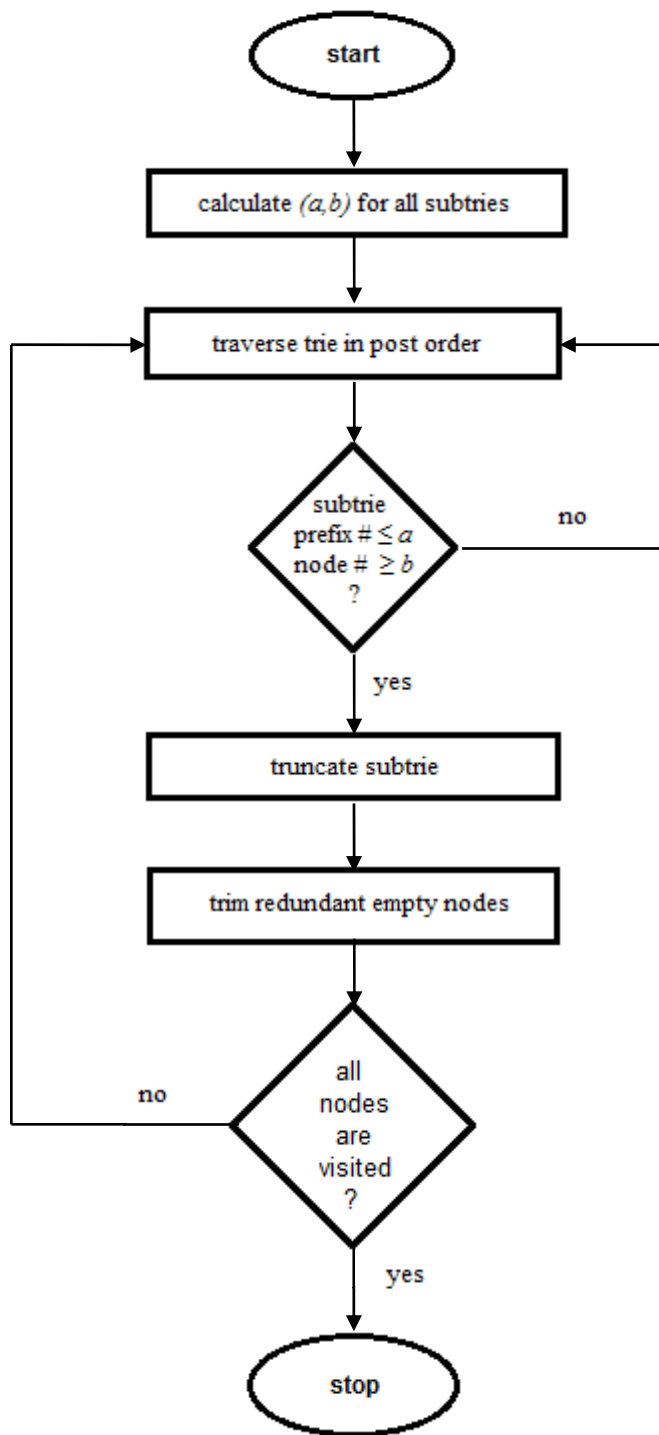 start
calculate (a,b) for all subtries
traverse trie in post order
subtrie
prefix # ≤ a
node # ≥ b
?
no
yes
truncate subtrie
trim redundant empty nodes
all
nodes
are
visited
?
no
yes
stop